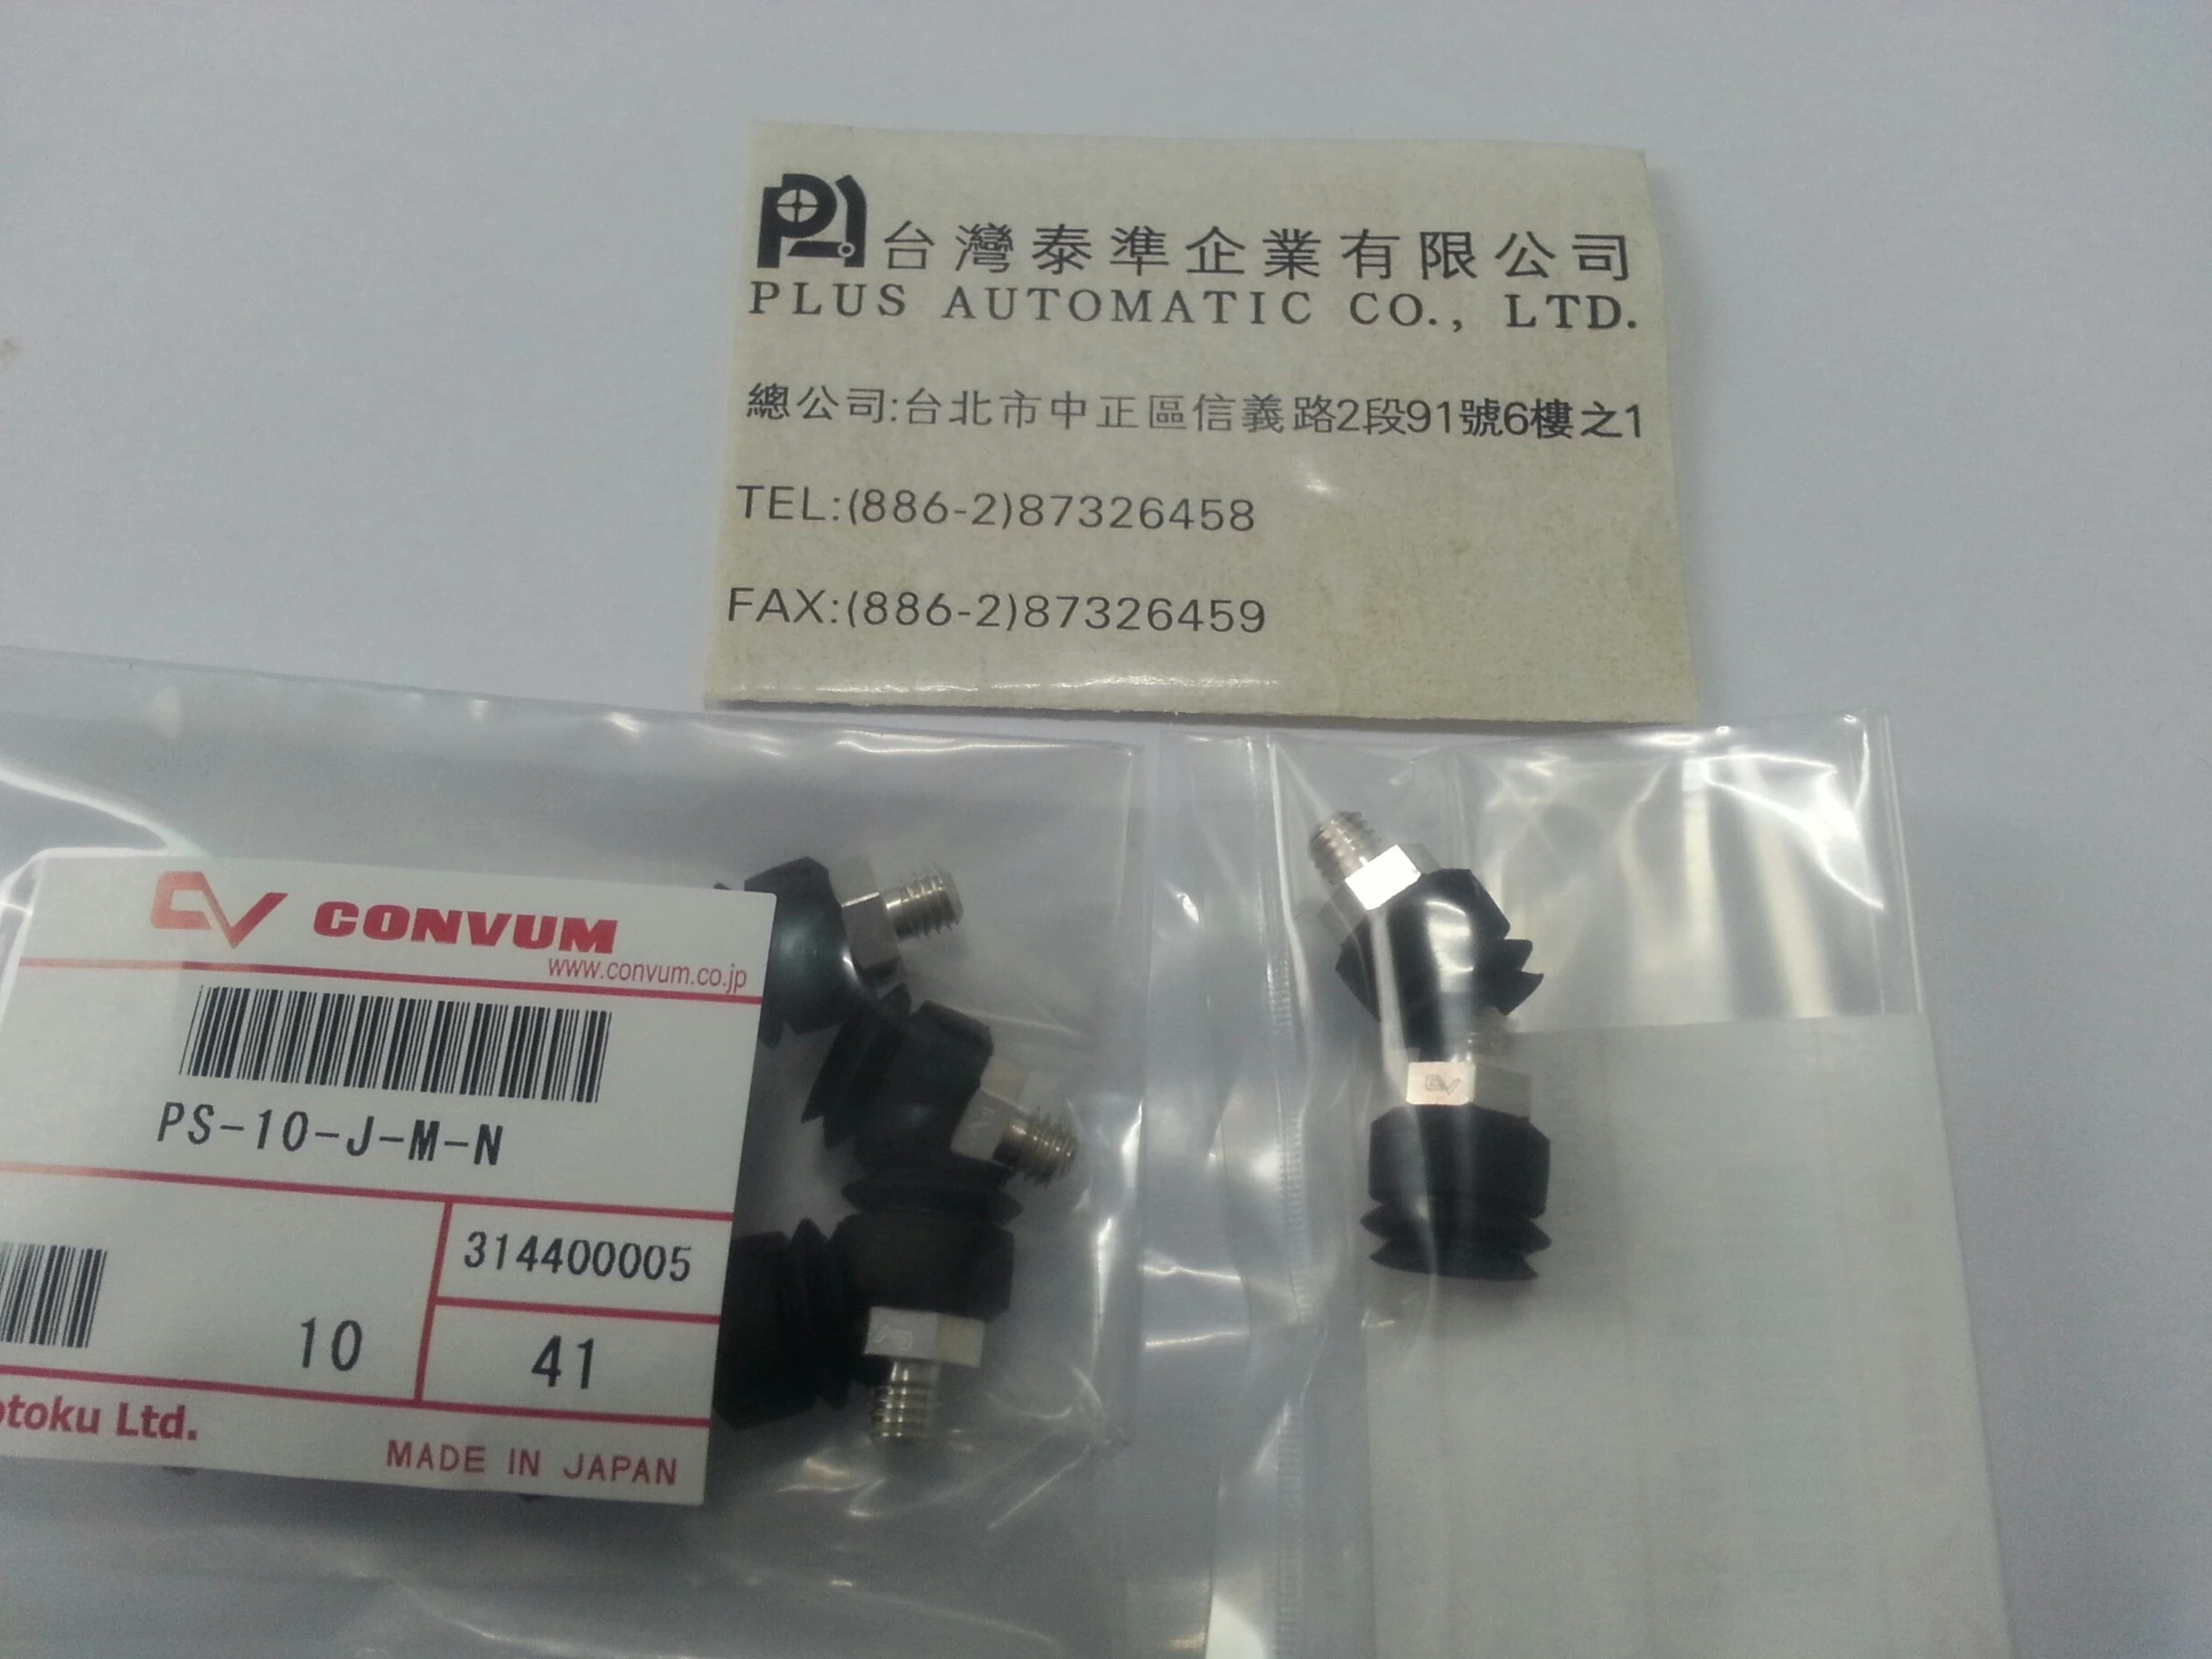 台灣泰準企業有限公司
PLUS AUTOMATIC CO., LTD.
總公司:台北市中正區信義路2段91號6樓之1
TEL:(886-2)87326458
FAX:(886-2)87326459
CONVUM
www.convum.co.jp
PS-10-J-M-N
314400005
10
41
Ltd.
MADE IN JAPAN